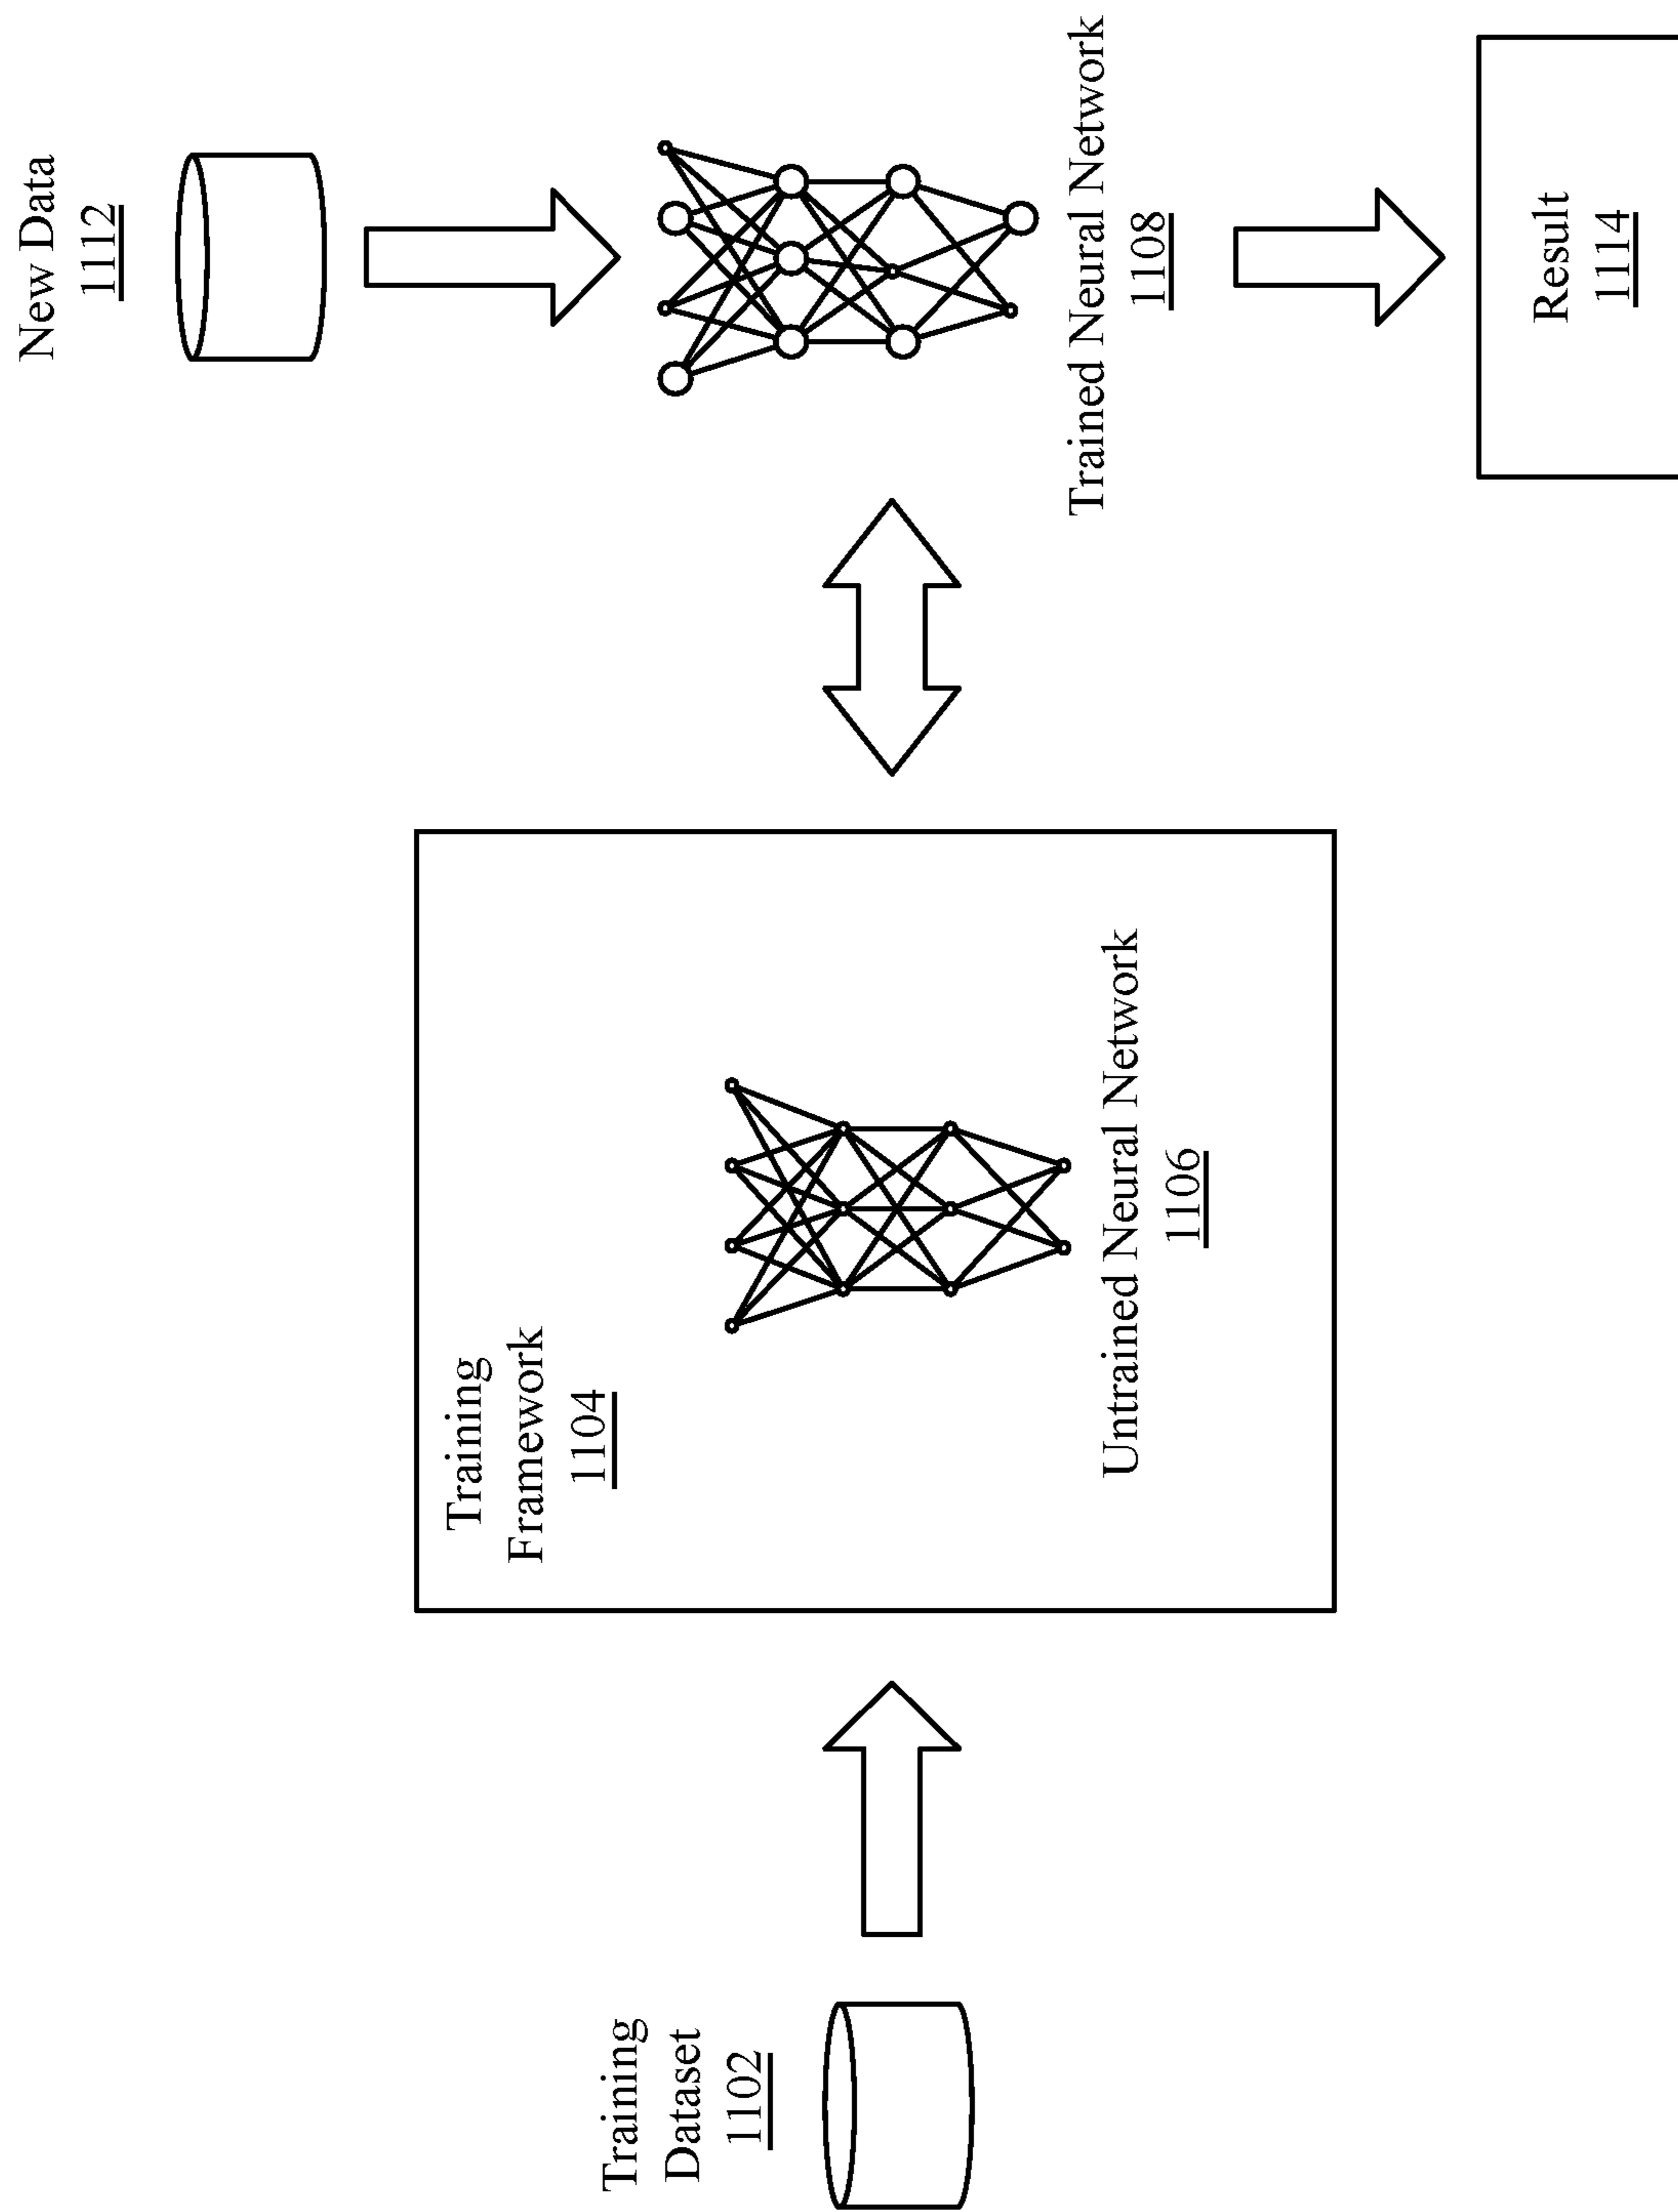 Training
Dataset
1102
Training
Framework
1104
Untrained Neural Network
1106
New Data
1112
Trained Neural Network
1108
Result
1114